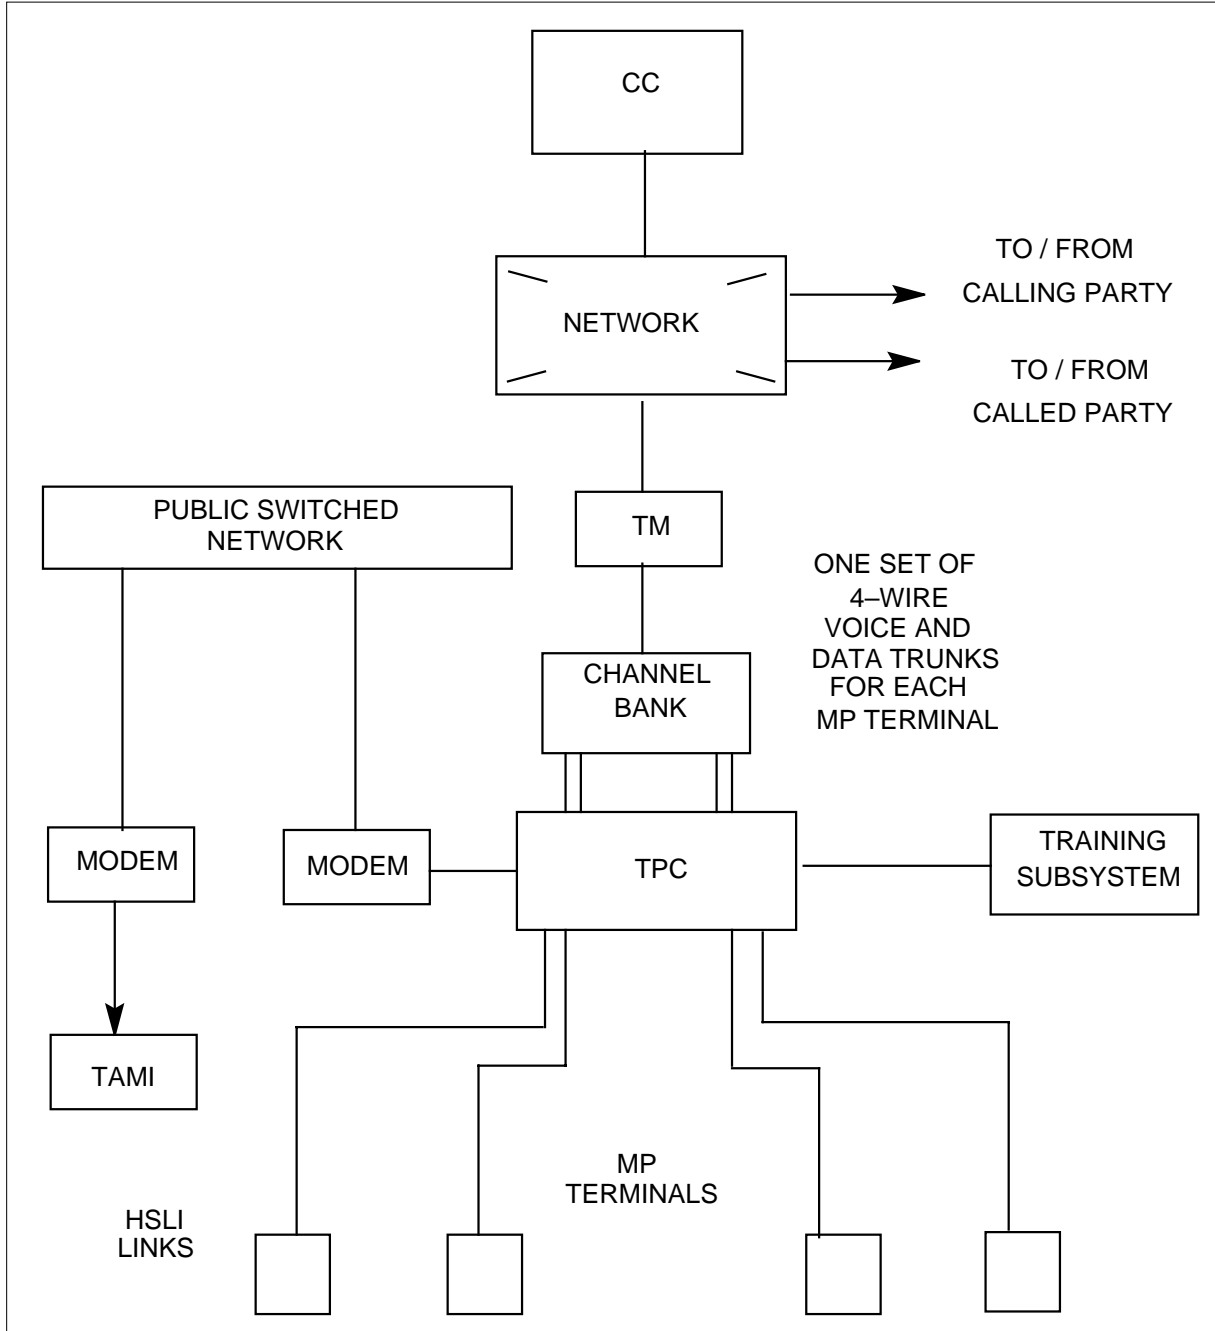 CC
TO / FROM
CALLING PARTY
NETWORK
TO / FROM
CALLED PARTY
PUBLIC SWITCHED
NETWORK
TM
ONE SET OF
4–WIRE
VOICE AND
DATA TRUNKS
FOR EACH
MP TERMINAL
CHANNEL
BANK
MODEM
MODEM
TPC
TRAINING
SUBSYSTEM
TAMI
MP
TERMINALS
HSLI
LINKS